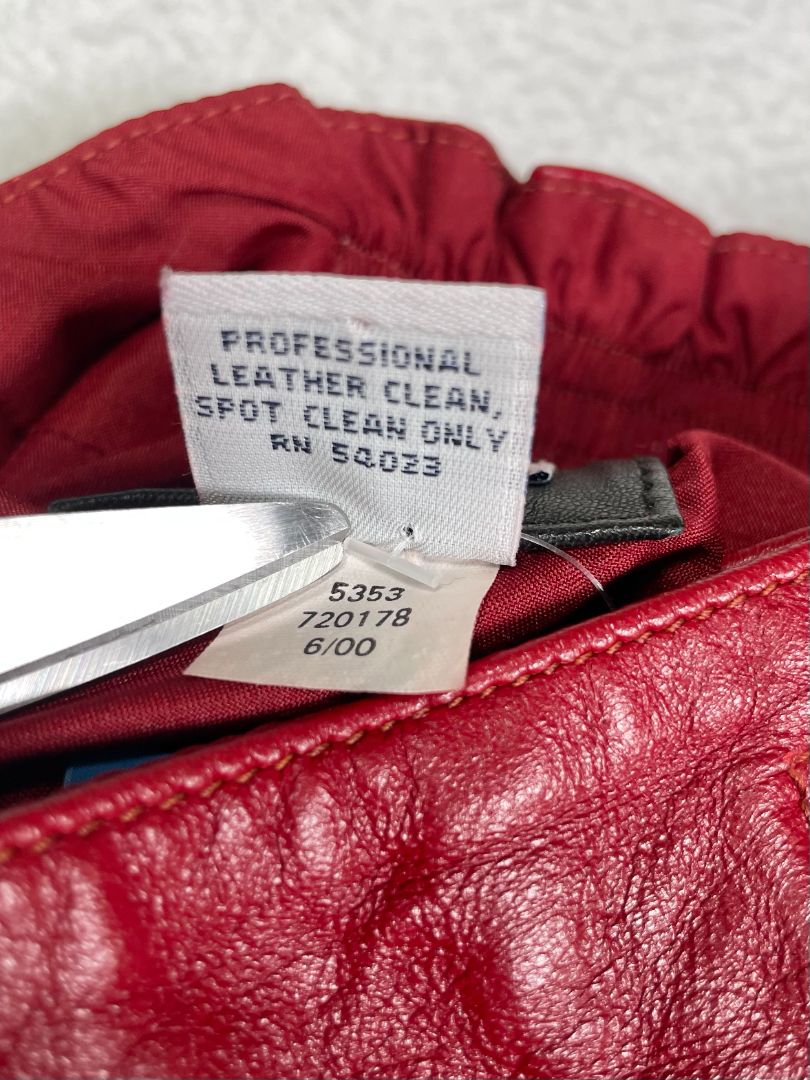 PROFESSIONAL
LEATHER CLEAN,
SPOT CLEAN ONLY
RN 54023
5353
720178
6/00